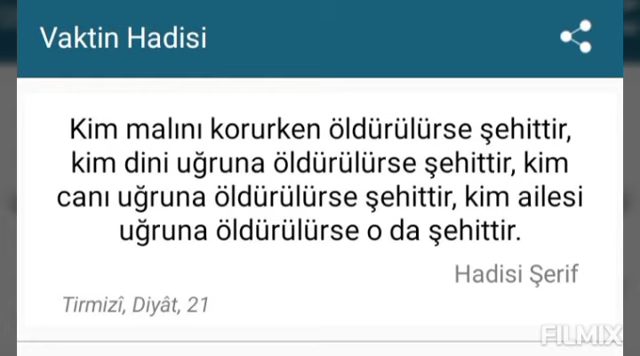 Vaktin Hadisi
Kim malını korurken öldürülürse şehittir,
kim dini uğruna öldürülürse şehittir, kim
canı uğruna öldürülürse şehittir, kim ailesi
uğruna öldürülürse o da şehittir.
Hadisi Şerif
Tirmizî, Diyât, 21
FILMIX